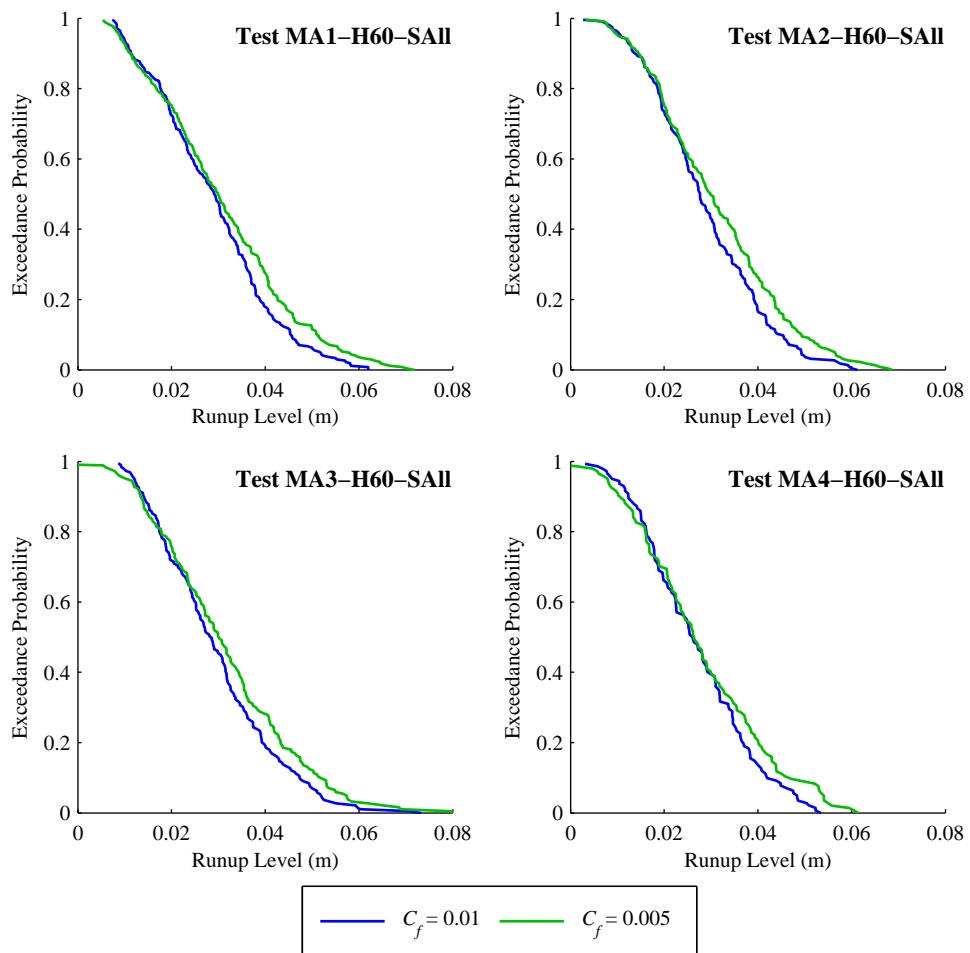 Test MA1–H60–SAll
Exceedance Probability
1
0.8
0.6
0.4
0.2
0
0 0.02 0.04 0.06 0.08
Runup Level (m)
Test MA2–H60–SAll
Exceedance Probability
1
0.8
0.6
0.4
0.2
0
0 0.02 0.04 0.06 0.08
Runup Level (m)
Test MA3–H60–SAll
Exceedance Probability
1
0.8
0.6
0.4
0.2
0
0 0.02 0.04 0.06 0.08
Runup Level (m)
Test MA4–H60–SAll
Exceedance Probability
1
0.8
0.6
0.4
0.2
0
0 0.02 0.04 0.06 0.08
Runup Level (m)
C_f = 0.01 C_f = 0.005